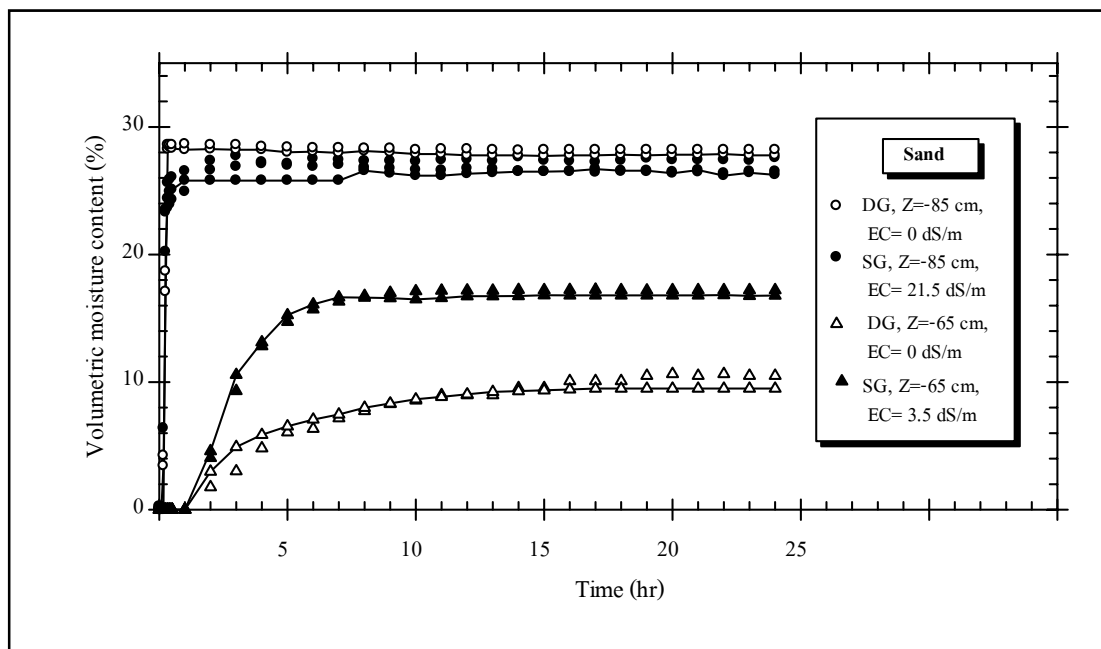 Volumetric moisture content (%)
30
20
10
0
5
10
15
20
25
Time (hr)
Sand
DG, Z=-85 cm,
EC= 0 dS/m
SG, Z=-85 cm,
EC= 21.5 dS/m
DG, Z=-65 cm,
EC= 0 dS/m
SG, Z=-65 cm,
EC= 3.5 dS/m